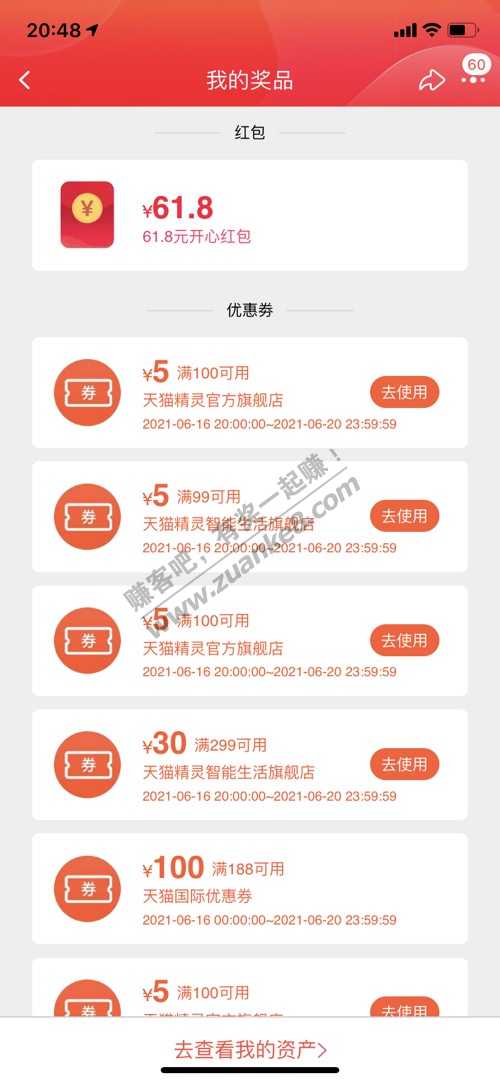 20:48
60
我的奖品
红包
¥
¥61.8
61.8元开心红包
优惠券
券
¥5 满100可用
去使用
天猫精灵官方旗舰店
2021-06-16 20:00:00~2021-06-20 23:59:59
券
¥5 满99可用
去使用
天猫精灵智能生活旗舰店
2021-06-16 20:00:00~2021-06-20 23:59:59
赚客吧，有奖一起赚！
www.zuanke8.com
券
¥5 满100可用
去使用
天猫精灵官方旗舰店
2021-06-16 20:00:00~2021-06-20 23:59:59
券
¥30 满299可用
去使用
天猫精灵智能生活旗舰店
2021-06-16 20:00:00~2021-06-20 23:59:59
券
¥100 满188可用
天猫国际优惠券
2021-06-16 00:00:00~2021-06-20 23:59:59
券
¥5 满100可用
去使用
天猫精灵官方旗舰店
去查看我的资产>